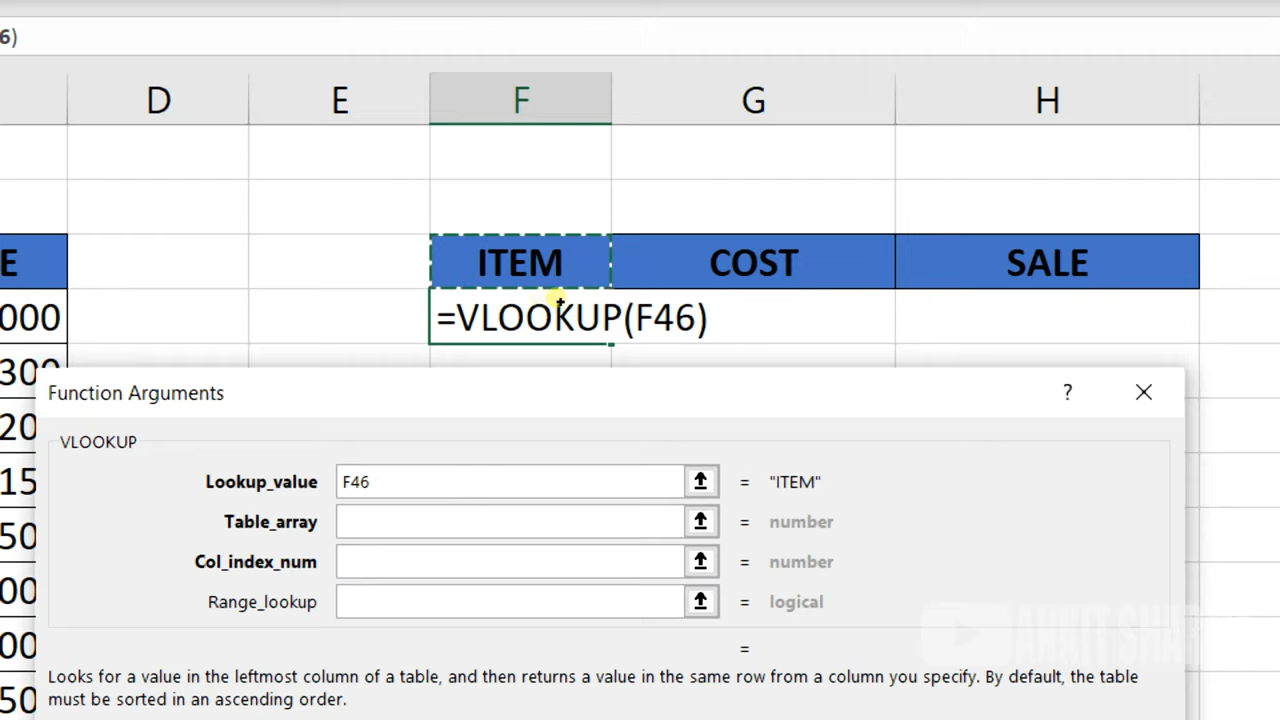 6)
D E F G H
E ITEM COST SALE
000 =VLOOKUP(F46)
300
Function Arguments ? ×
20
VLOOKUP
15 Lookup_value F46 = "ITEM"
50 Table_array = number
Col_index_num = number
00 Range_lookup = logical
00 =
50 Looks for a value in the leftmost column of a table, and then returns a value in the same row from a column you specify. By default, the table
must be sorted in an ascending order.